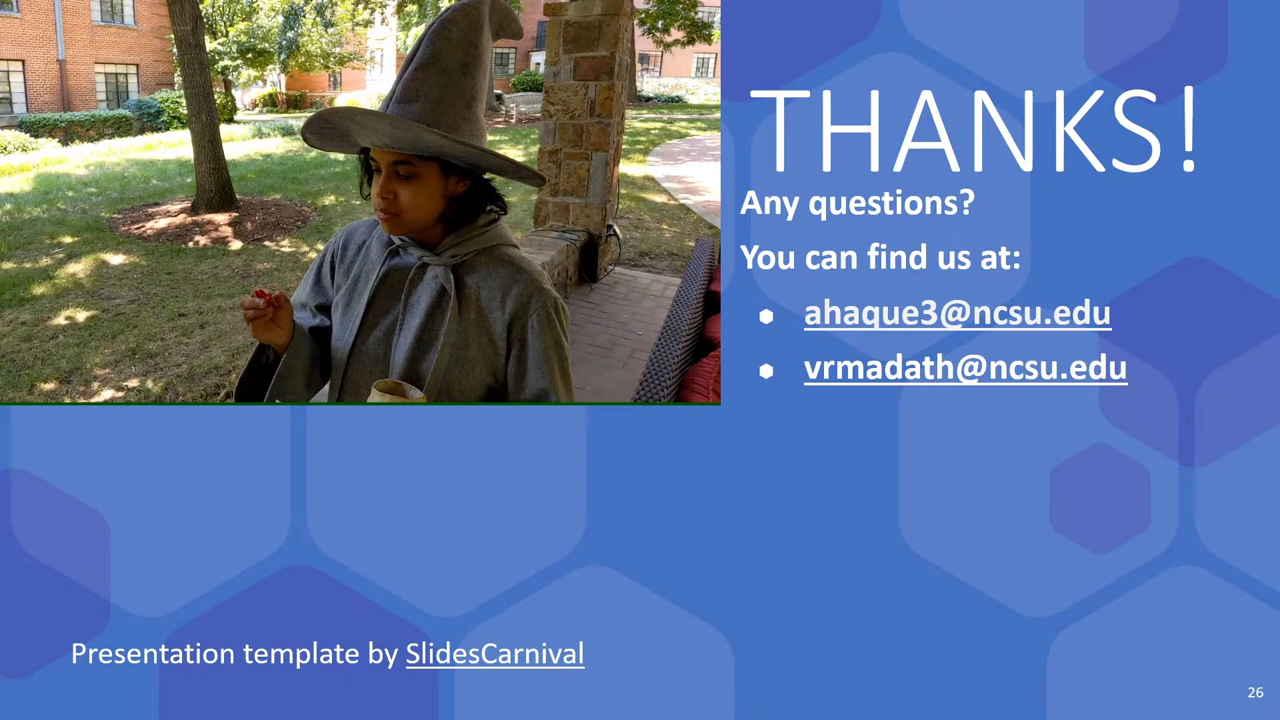 THANKS!
Any questions?
You can find us at:
ahaque3@ncsu.edu
vrmadath@ncsu.edu
Presentation template by SlidesCarnival
26